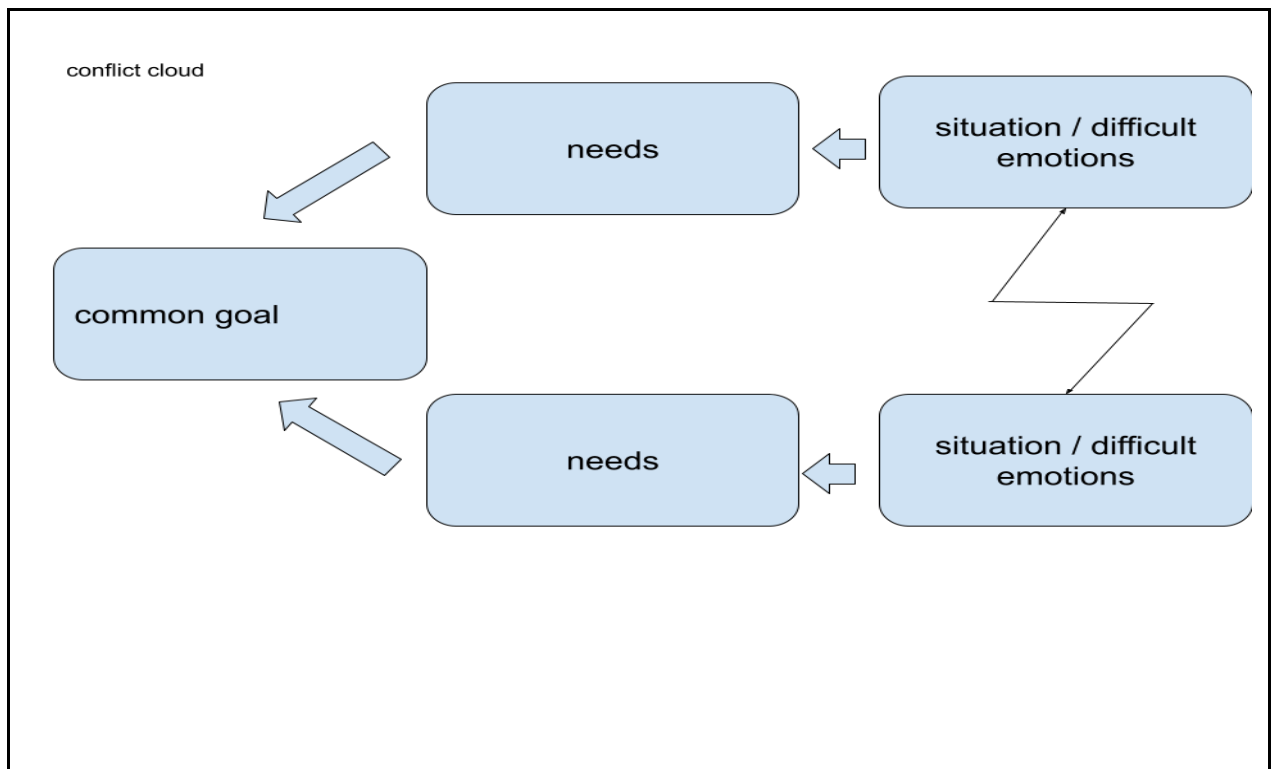 conflict cloud
needs
situation / difficult
emotions
common goal
needs
situation / difficult
emotions